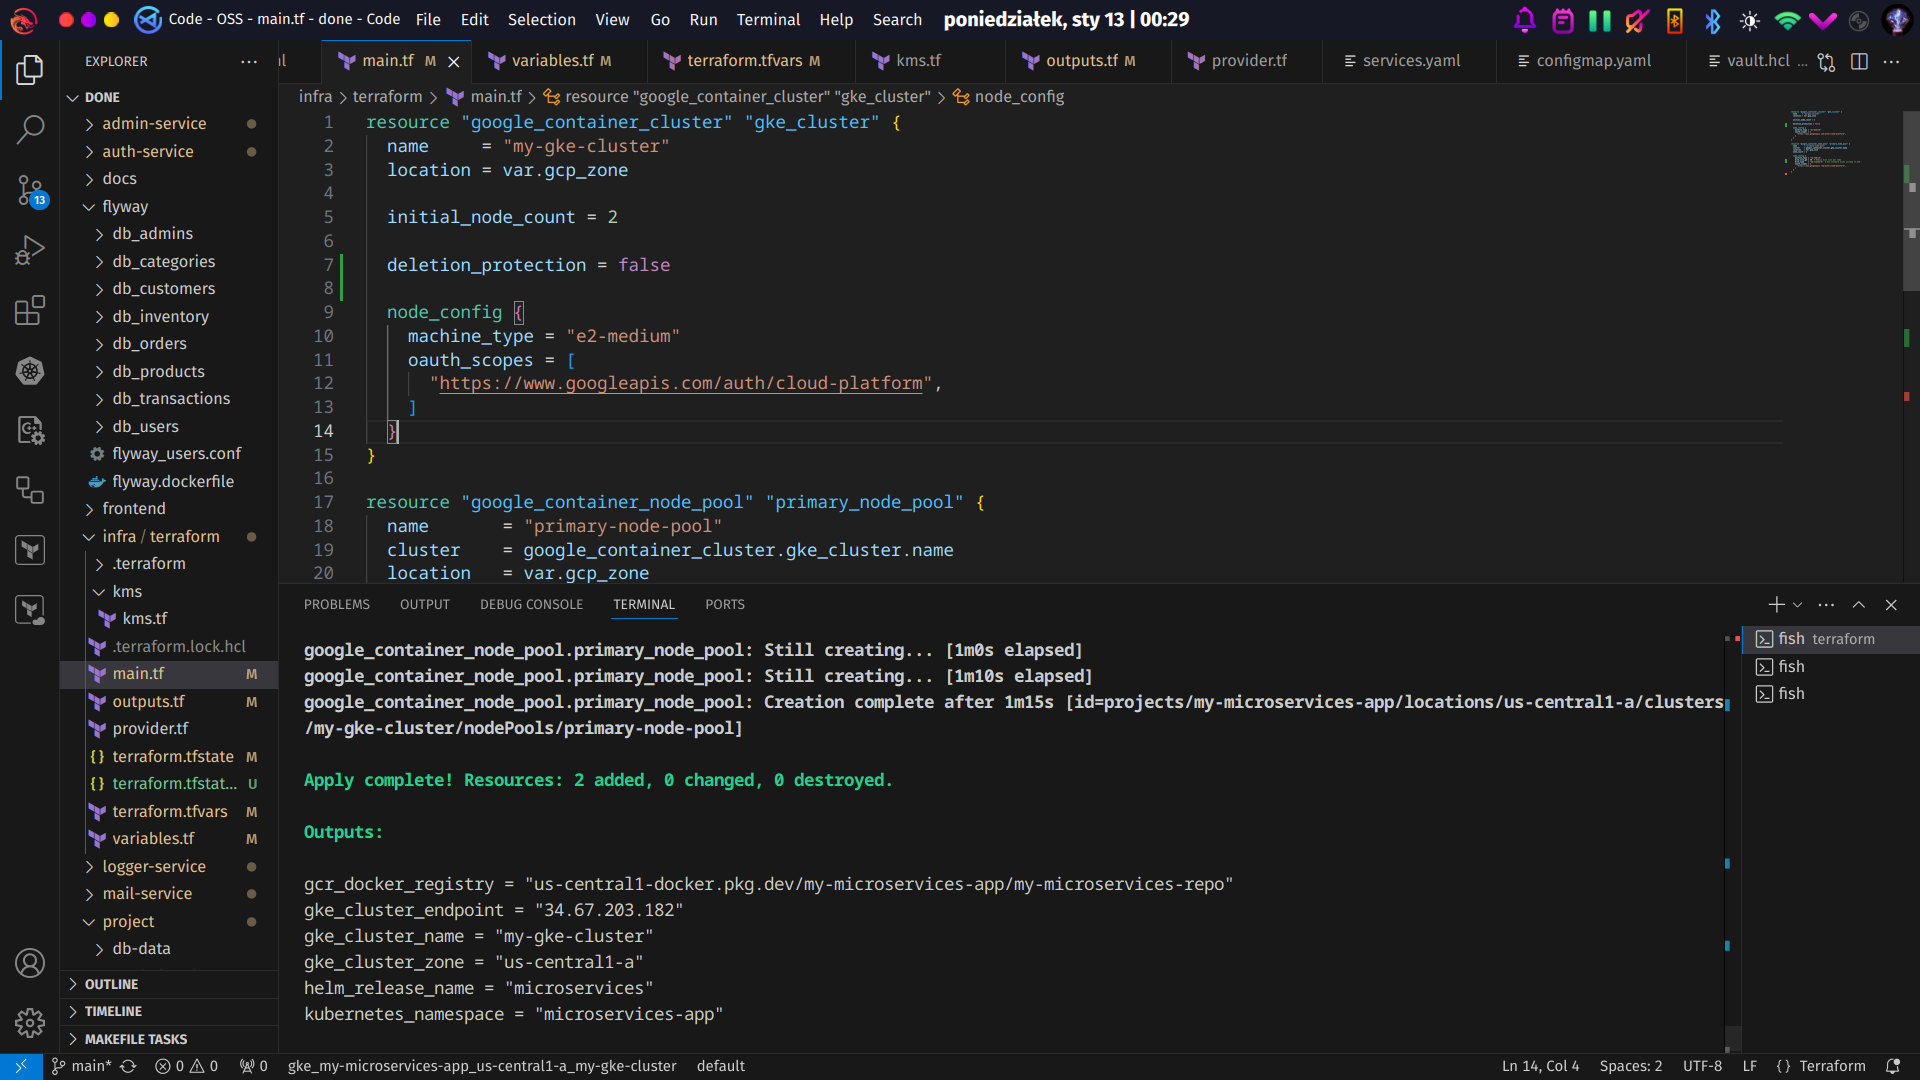 Code - OSS - main.tf - done - Code File Edit Selection View Go Run Terminal Help Search poniedziałek, sty 13 | 00:29
EXPLORER
DONE
admin-service
auth-service
docs
flyway
db_admins
db_categories
db_customers
db_inventory
db_orders
db_products
db_transactions
db_users
flyway_users.conf
flyway.dockerfile
frontend
infra / terraform
.terraform
kms
kms.tf
.terraform.lock.hcl
main.tf M
outputs.tf M
provider.tf
terraform.tfstate M
terraform.tfstat... U
terraform.tfvars M
variables.tf M
logger-service
mail-service
project
db-data
OUTLINE
TIMELINE
MAKEFILE TASKS
13
l main.tf M variables.tf M terraform.tfvars M kms.tf outputs.tf M provider.tf services.yaml configmap.yaml vault.hcl ...
infra > terraform > main.tf > resource "google_container_cluster" "gke_cluster" > node_config
1 resource "google_container_cluster" "gke_cluster" {
2 name     = "my-gke-cluster"
3 location = var.gcp_zone
4
5 initial_node_count = 2
6
7 deletion_protection = false
8
9 node_config {
10 machine_type = "e2-medium"
11 oauth_scopes = [
12 "https://www.googleapis.com/auth/cloud-platform",
13 ]
14 }
15 }
16
17 resource "google_container_node_pool" "primary_node_pool" {
18 name       = "primary-node-pool"
19 cluster    = google_container_cluster.gke_cluster.name
20 location   = var.gcp_zone
PROBLEMS OUTPUT DEBUG CONSOLE TERMINAL PORTS
google_container_node_pool.primary_node_pool: Still creating... [1m0s elapsed]
google_container_node_pool.primary_node_pool: Still creating... [1m10s elapsed]
google_container_node_pool.primary_node_pool: Creation complete after 1m15s [id=projects/my-microservices-app/locations/us-central1-a/clusters
/my-gke-cluster/nodePools/primary-node-pool]
Apply complete! Resources: 2 added, 0 changed, 0 destroyed.
Outputs:
gcr_docker_registry = "us-central1-docker.pkg.dev/my-microservices-app/my-microservices-repo"
gke_cluster_endpoint = "34.67.203.182"
gke_cluster_name = "my-gke-cluster"
gke_cluster_zone = "us-central1-a"
helm_release_name = "microservices"
kubernetes_namespace = "microservices-app"
fish terraform
fish
fish
main* 0 0 0 gke_my-microservices-app_us-central1-a_my-gke-cluster default Ln 14, Col 4 Spaces: 2 UTF-8 LF {} Terraform